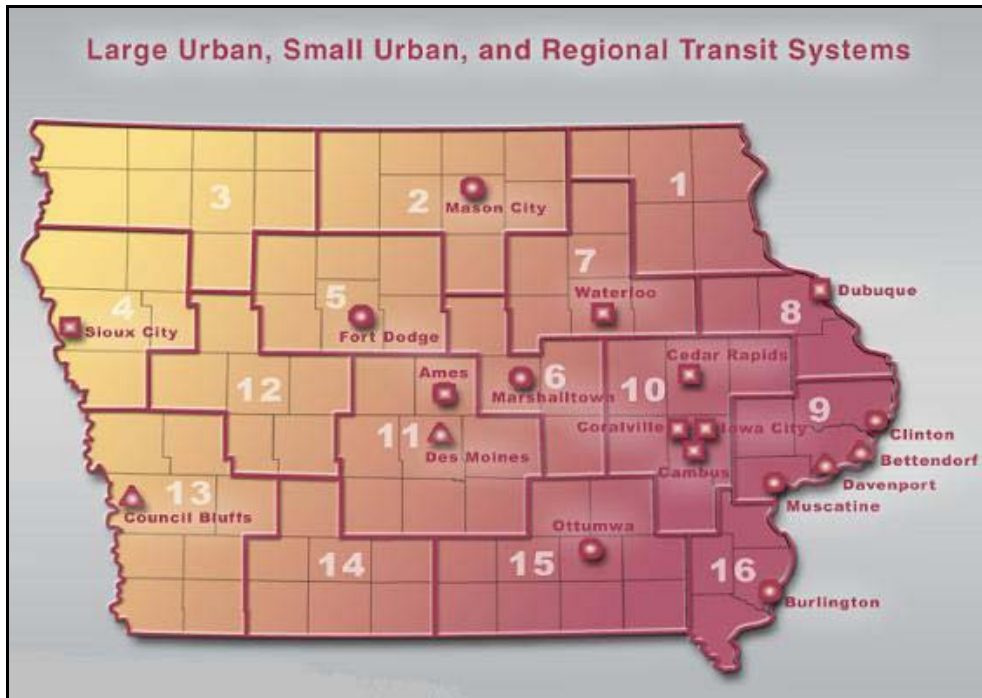 Large Urban, Small Urban, and Regional Transit Systems
1
3
2
Mason City
7
Waterloo
Dubuque
4
Sioux City
5
Fort Dodge
8
Cedar Rapids
Ames
12
6
Marshalltown
10
9
11
Des Moines
Coralville
Iowa City
Clinton
Cambus
Bettendorf
Davenport
13
Council Bluffs
Muscatine
Ottumwa
14
15
16
Burlington